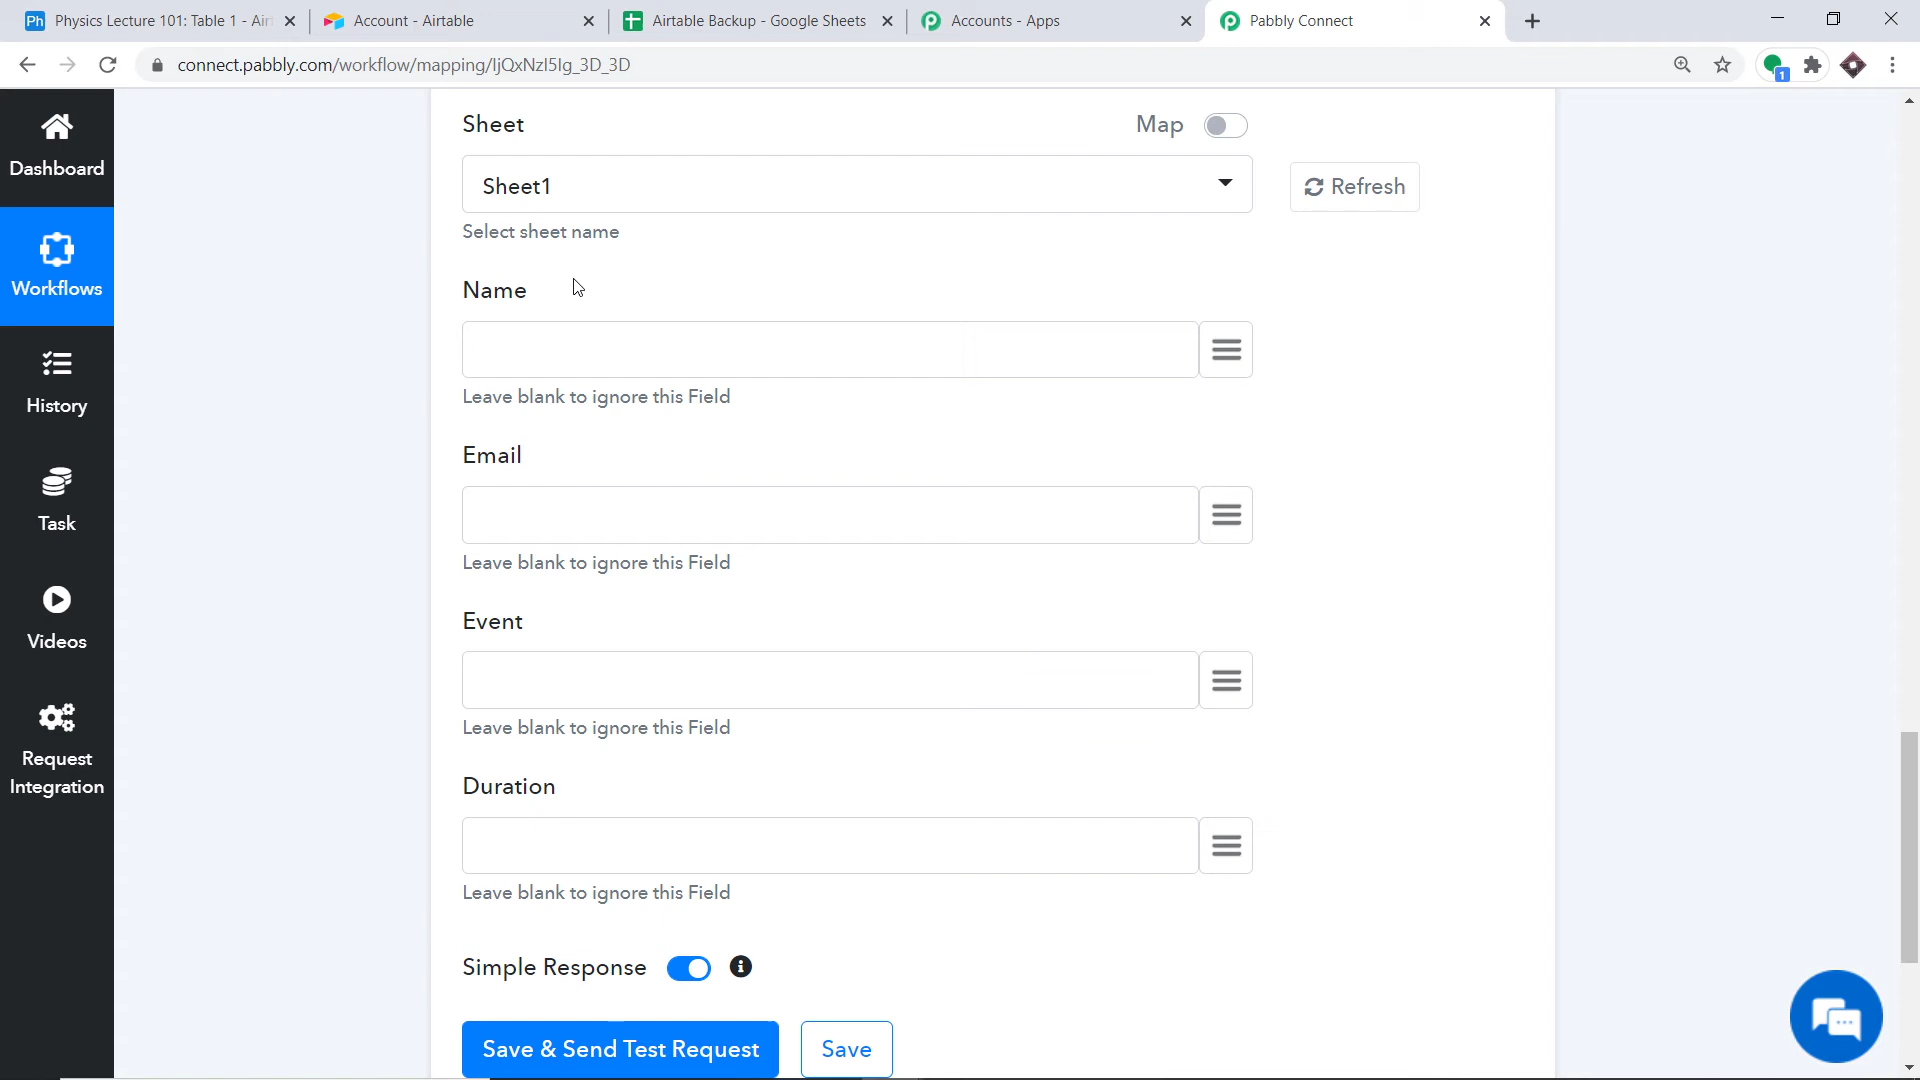 Ph Physics Lecture 101: Table 1 - Air
Account - Airtable
Airtable Backup - Google Sheets
Accounts - Apps
Pabbly Connect
connect.pabbly.com/workflow/mapping/IjQxNzI5Ig_3D_3D
1
Dashboard
Workflows
History
Task
Videos
Request
Integration
Sheet
Map
Sheet1
Refresh
Select sheet name
Name
Leave blank to ignore this Field
Email
Leave blank to ignore this Field
Event
Leave blank to ignore this Field
Duration
Leave blank to ignore this Field
Simple Response
Save & Send Test Request
Save